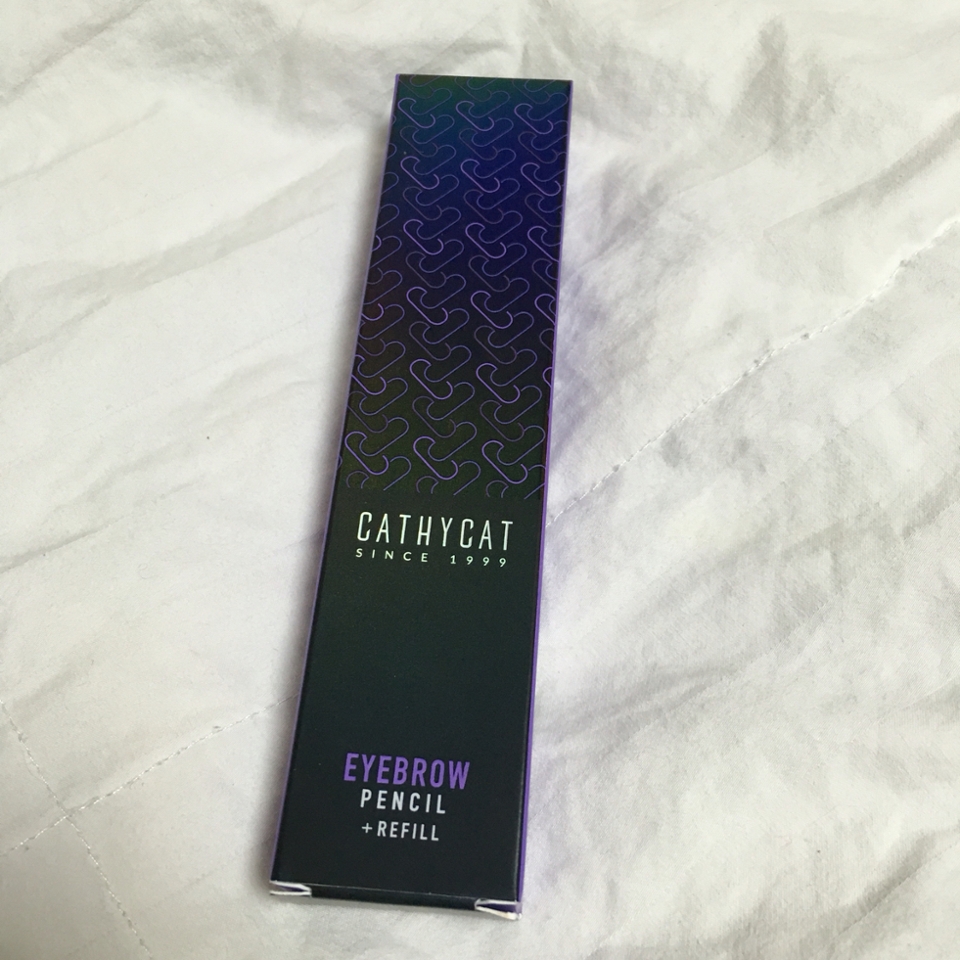 CATHYCAT
SINCE 1999
EYEBROW
PENCIL
+REFILL